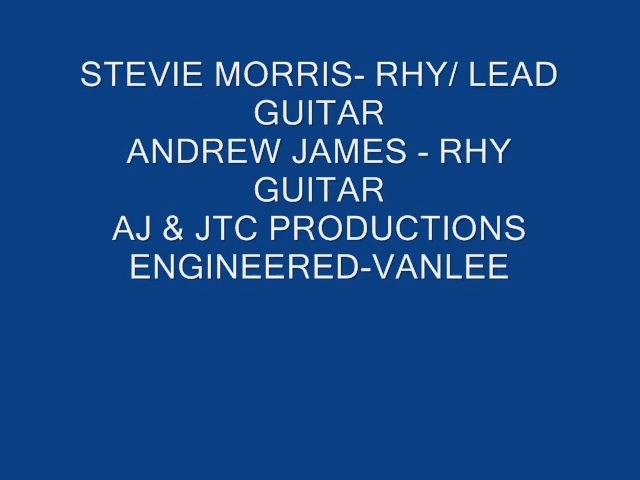 STEVIE MORRIS- RHY/ LEAD
GUITAR
ANDREW JAMES - RHY
GUITAR
AJ & JTC PRODUCTIONS
ENGINEERED-VANLEE